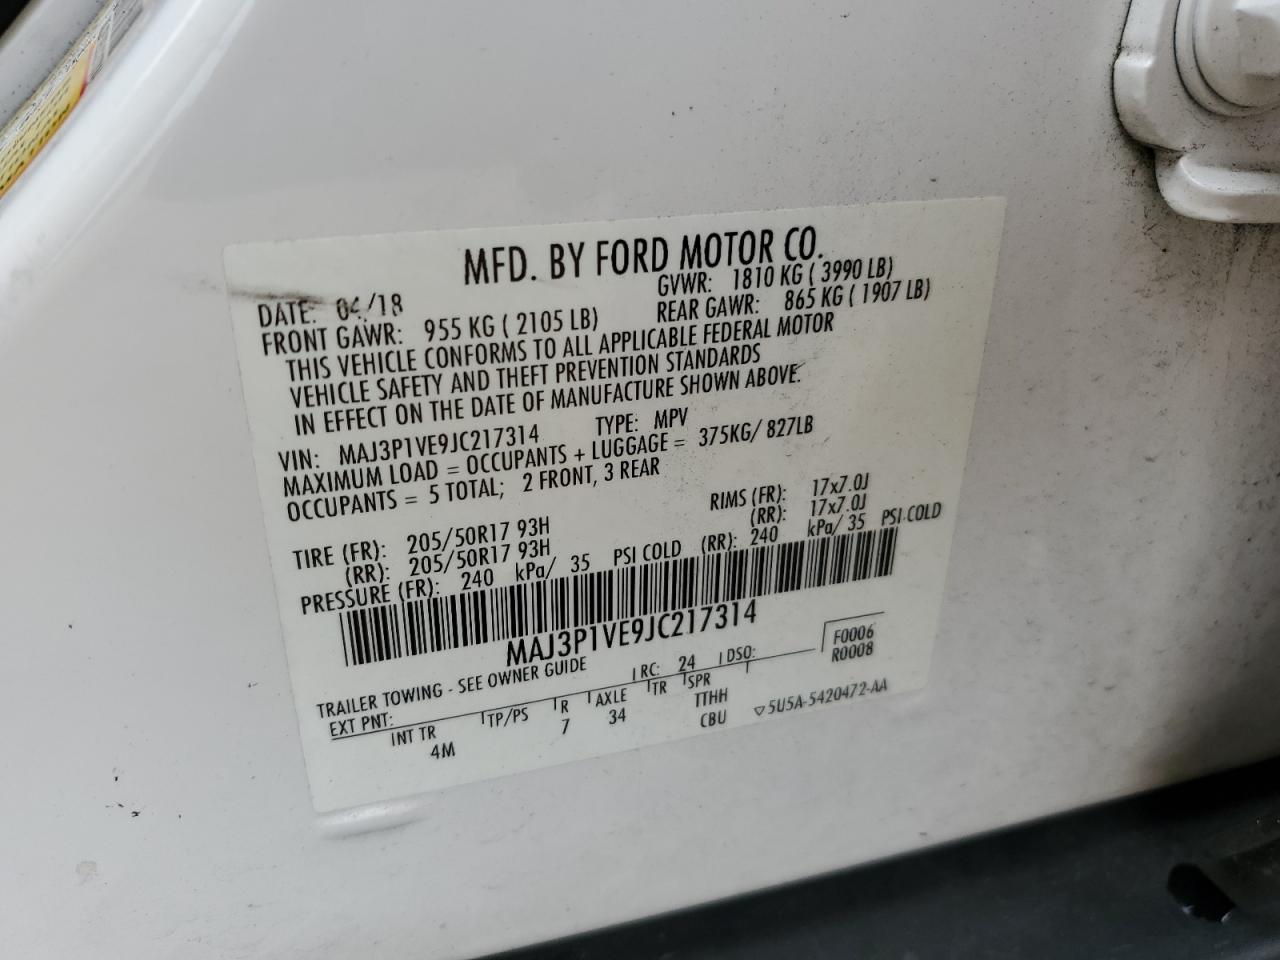 MFD. BY FORD MOTOR CO.
DATE: 04/18 GVWR: 1810 KG ( 3990 LB)
FRONT GAWR: 955 KG ( 2105 LB) REAR GAWR: 865 KG ( 1907 LB)
THIS VEHICLE CONFORMS TO ALL APPLICABLE FEDERAL MOTOR
VEHICLE SAFETY AND THEFT PREVENTION STANDARDS
IN EFFECT ON THE DATE OF MANUFACTURE SHOWN ABOVE.
VIN: MAJ3P1VE9JC217314 TYPE: MPV
MAXIMUM LOAD = OCCUPANTS + LUGGAGE = 375KG/ 827LB
OCCUPANTS = 5 TOTAL; 2 FRONT, 3 REAR
TIRE (FR): 205/50R17 93H RIMS (FR): 17x7.0J
(RR): 205/50R17 93H (RR): 17x7.0J
PRESSURE (FR): 240 kPa/ 35 PSI COLD (RR): 240 kPa/ 35 PSI COLD
MAJ3P1VE9JC217314
TRAILER TOWING - SEE OWNER GUIDE
EXT PNT: RC: 24 DSO: F0006
R0008
INT TR TP/PS R AXLE TR SPR
4M 7 34 TTHH
CBU 5U5A-5420472-AA